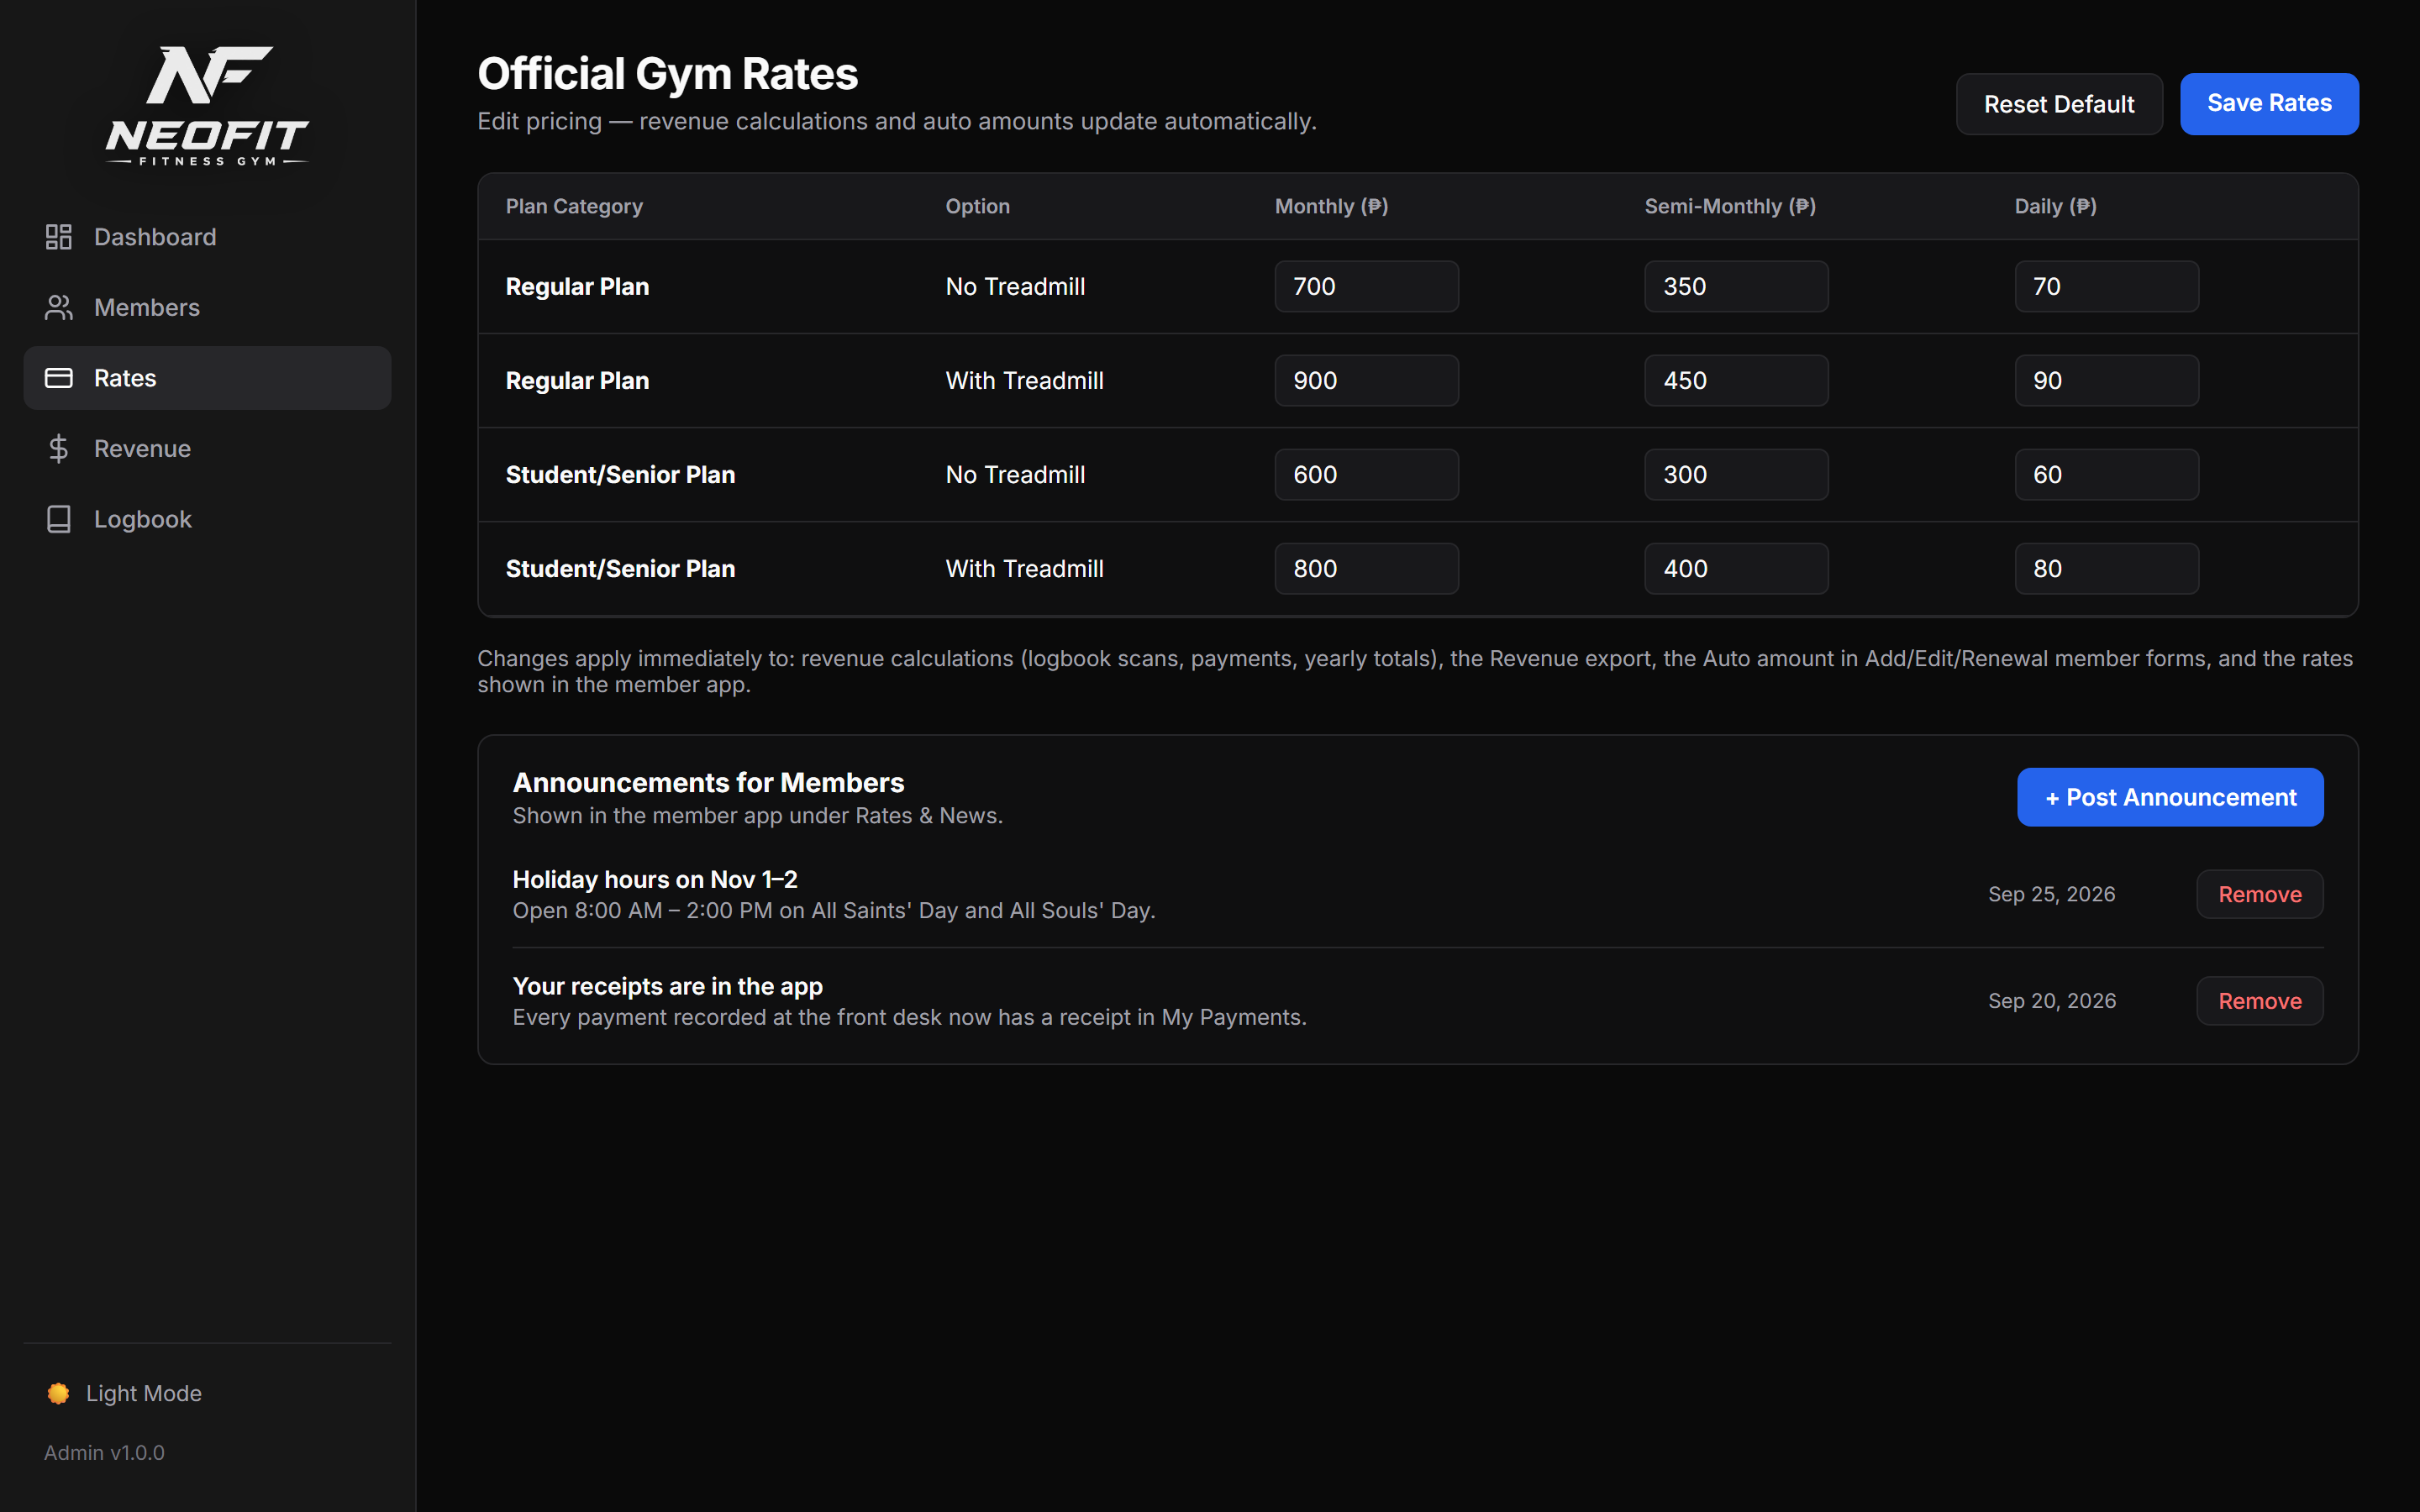 NF
NEOFIT
FITNESS GYM
Dashboard
Members
Rates
Revenue
Logbook
Light Mode
Admin v1.0.0
Official Gym Rates
Edit pricing — revenue calculations and auto amounts update automatically.
Reset Default
Save Rates
Plan Category Option Monthly (₱) Semi-Monthly (₱) Daily (₱)
Regular Plan No Treadmill 700 350 70
Regular Plan With Treadmill 900 450 90
Student/Senior Plan No Treadmill 600 300 60
Student/Senior Plan With Treadmill 800 400 80
Changes apply immediately to: revenue calculations (logbook scans, payments, yearly totals), the Revenue export, the Auto amount in Add/Edit/Renewal member forms, and the rates
shown in the member app.
Announcements for Members
Shown in the member app under Rates & News.
+ Post Announcement
Holiday hours on Nov 1–2
Open 8:00 AM – 2:00 PM on All Saints' Day and All Souls' Day.
Sep 25, 2026 Remove
Your receipts are in the app
Every payment recorded at the front desk now has a receipt in My Payments.
Sep 20, 2026 Remove